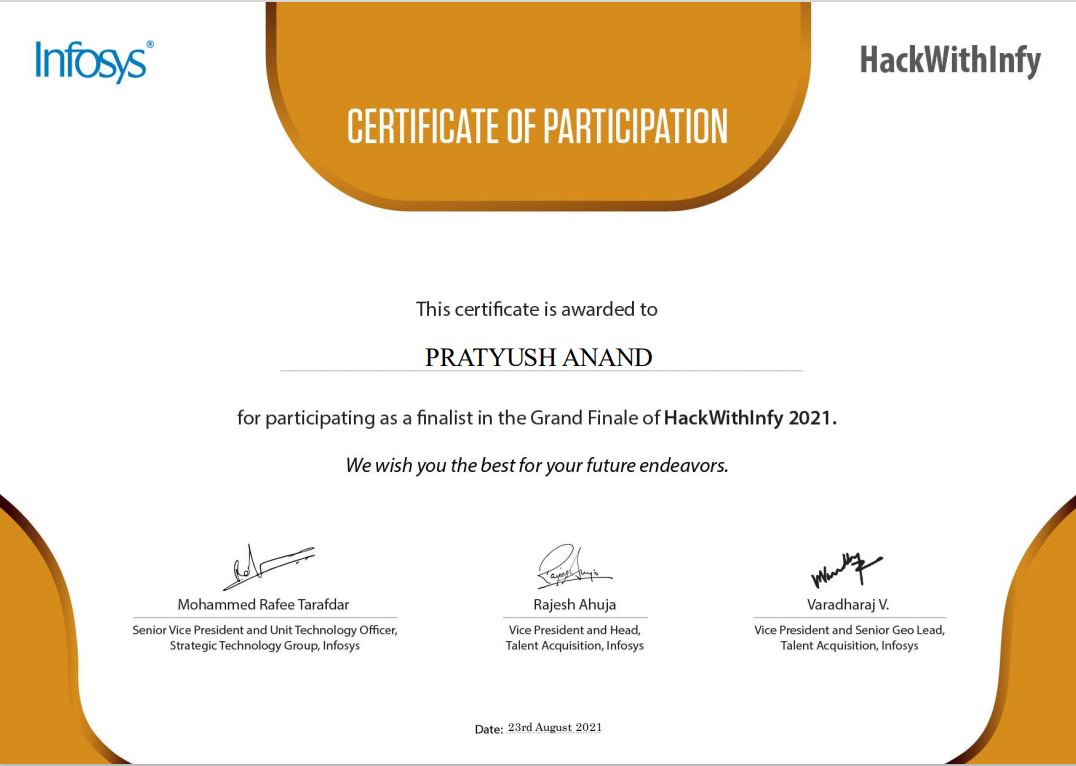 Infosys®
HackWithInfy
CERTIFICATE OF PARTICIPATION
This certificate is awarded to
PRATYUSH ANAND
for participating as a finalist in the Grand Finale of HackWithInfy 2021.
We wish you the best for your future endeavors.
Mohammed Rafee Tarafdar
Senior Vice President and Unit Technology Officer,
Strategic Technology Group, Infosys
Rajesh Ahuja
Vice President and Head,
Talent Acquisition, Infosys
Varadharaj V.
Vice President and Senior Geo Lead,
Talent Acquisition, Infosys
Date: 23rd August 2021